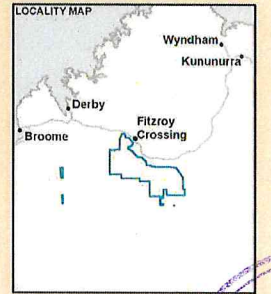 LOCALITY MAP
Wyndham
Kununurra
Derby
Fitzroy
Crossing
Broome